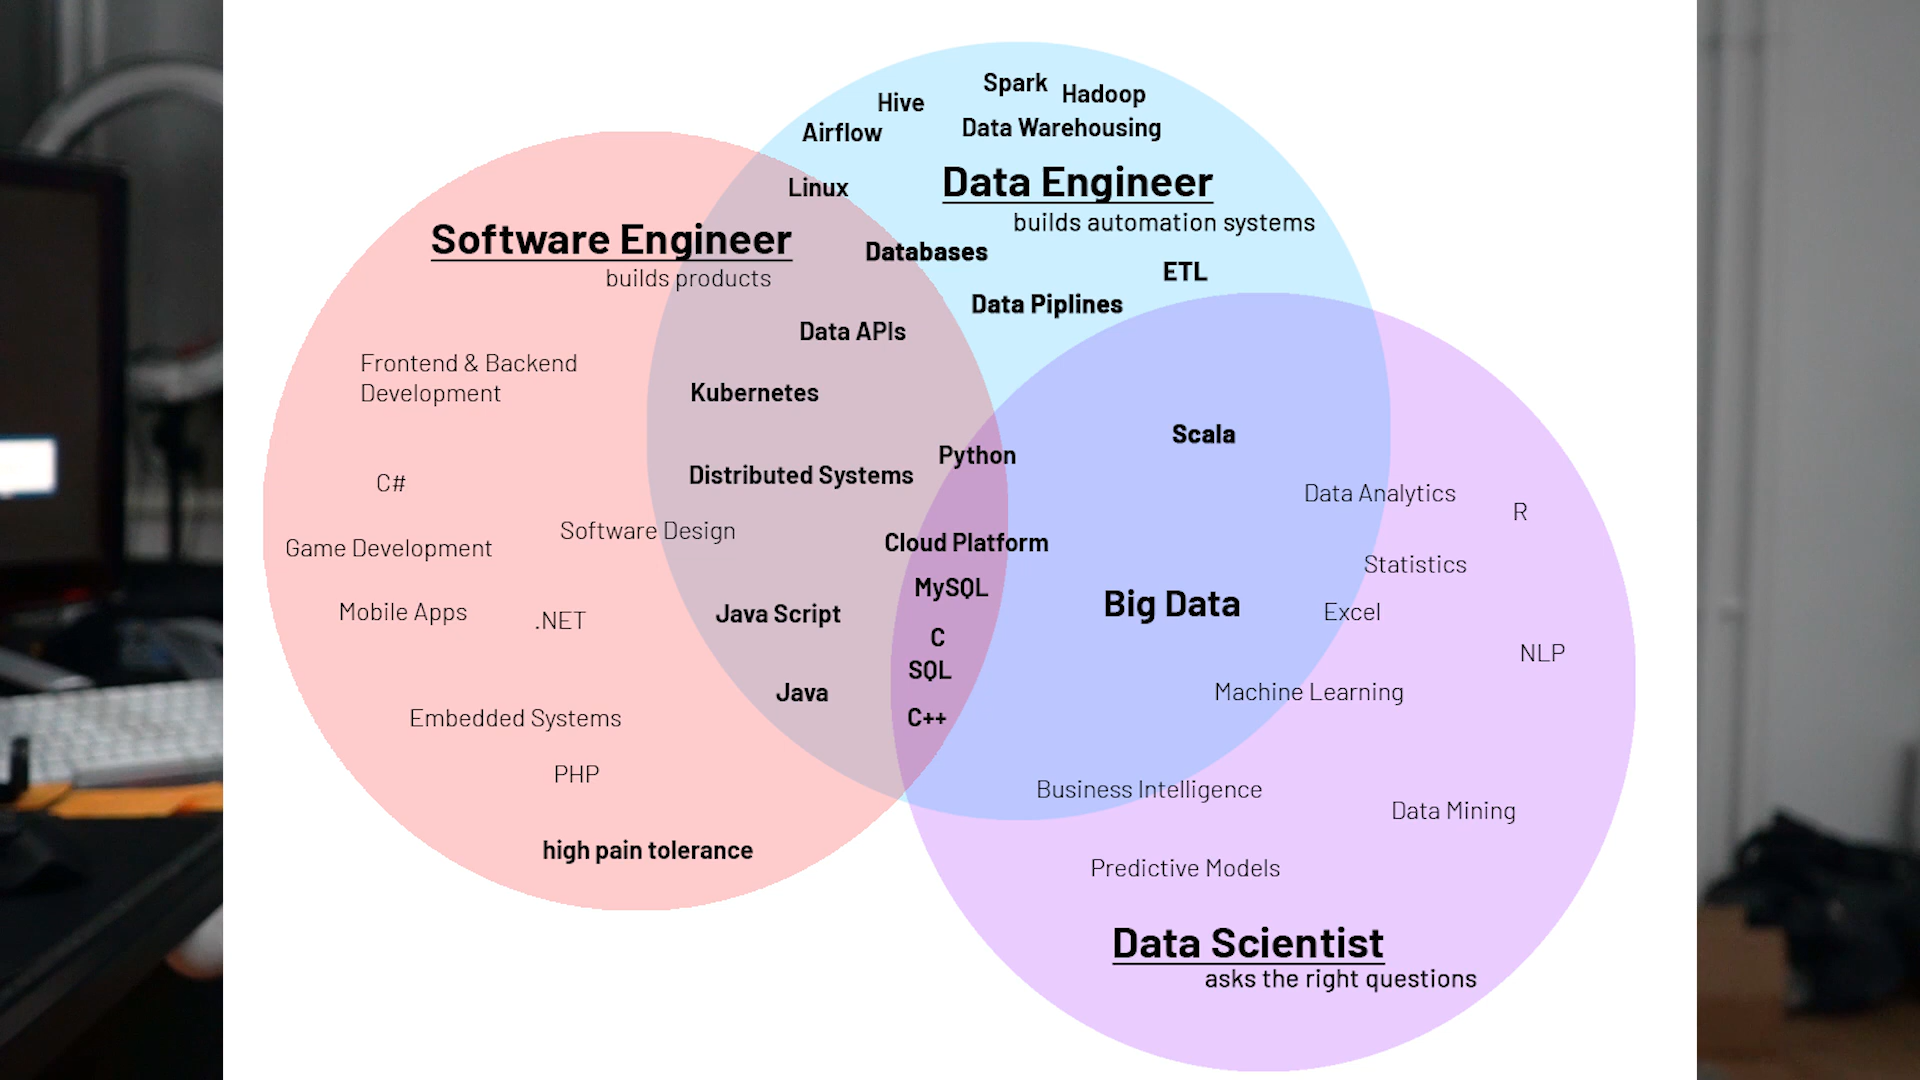 Spark
Hadoop
Hive
Airflow
Data Warehousing
Data Engineer
builds automation systems
Linux
Software Engineer
builds products
Databases
ETL
Data Piplines
Data APIs
Frontend & Backend
Development
Kubernetes
Scala
Python
Distributed Systems
C#
Data Analytics
R
Software Design
Game Development
Cloud Platform
Statistics
MySQL
Big Data
Mobile Apps
.NET
Java Script
Excel
C
NLP
SQL
Java
Machine Learning
Embedded Systems
C++
PHP
Business Intelligence
Data Mining
high pain tolerance
Predictive Models
Data Scientist
asks the right questions